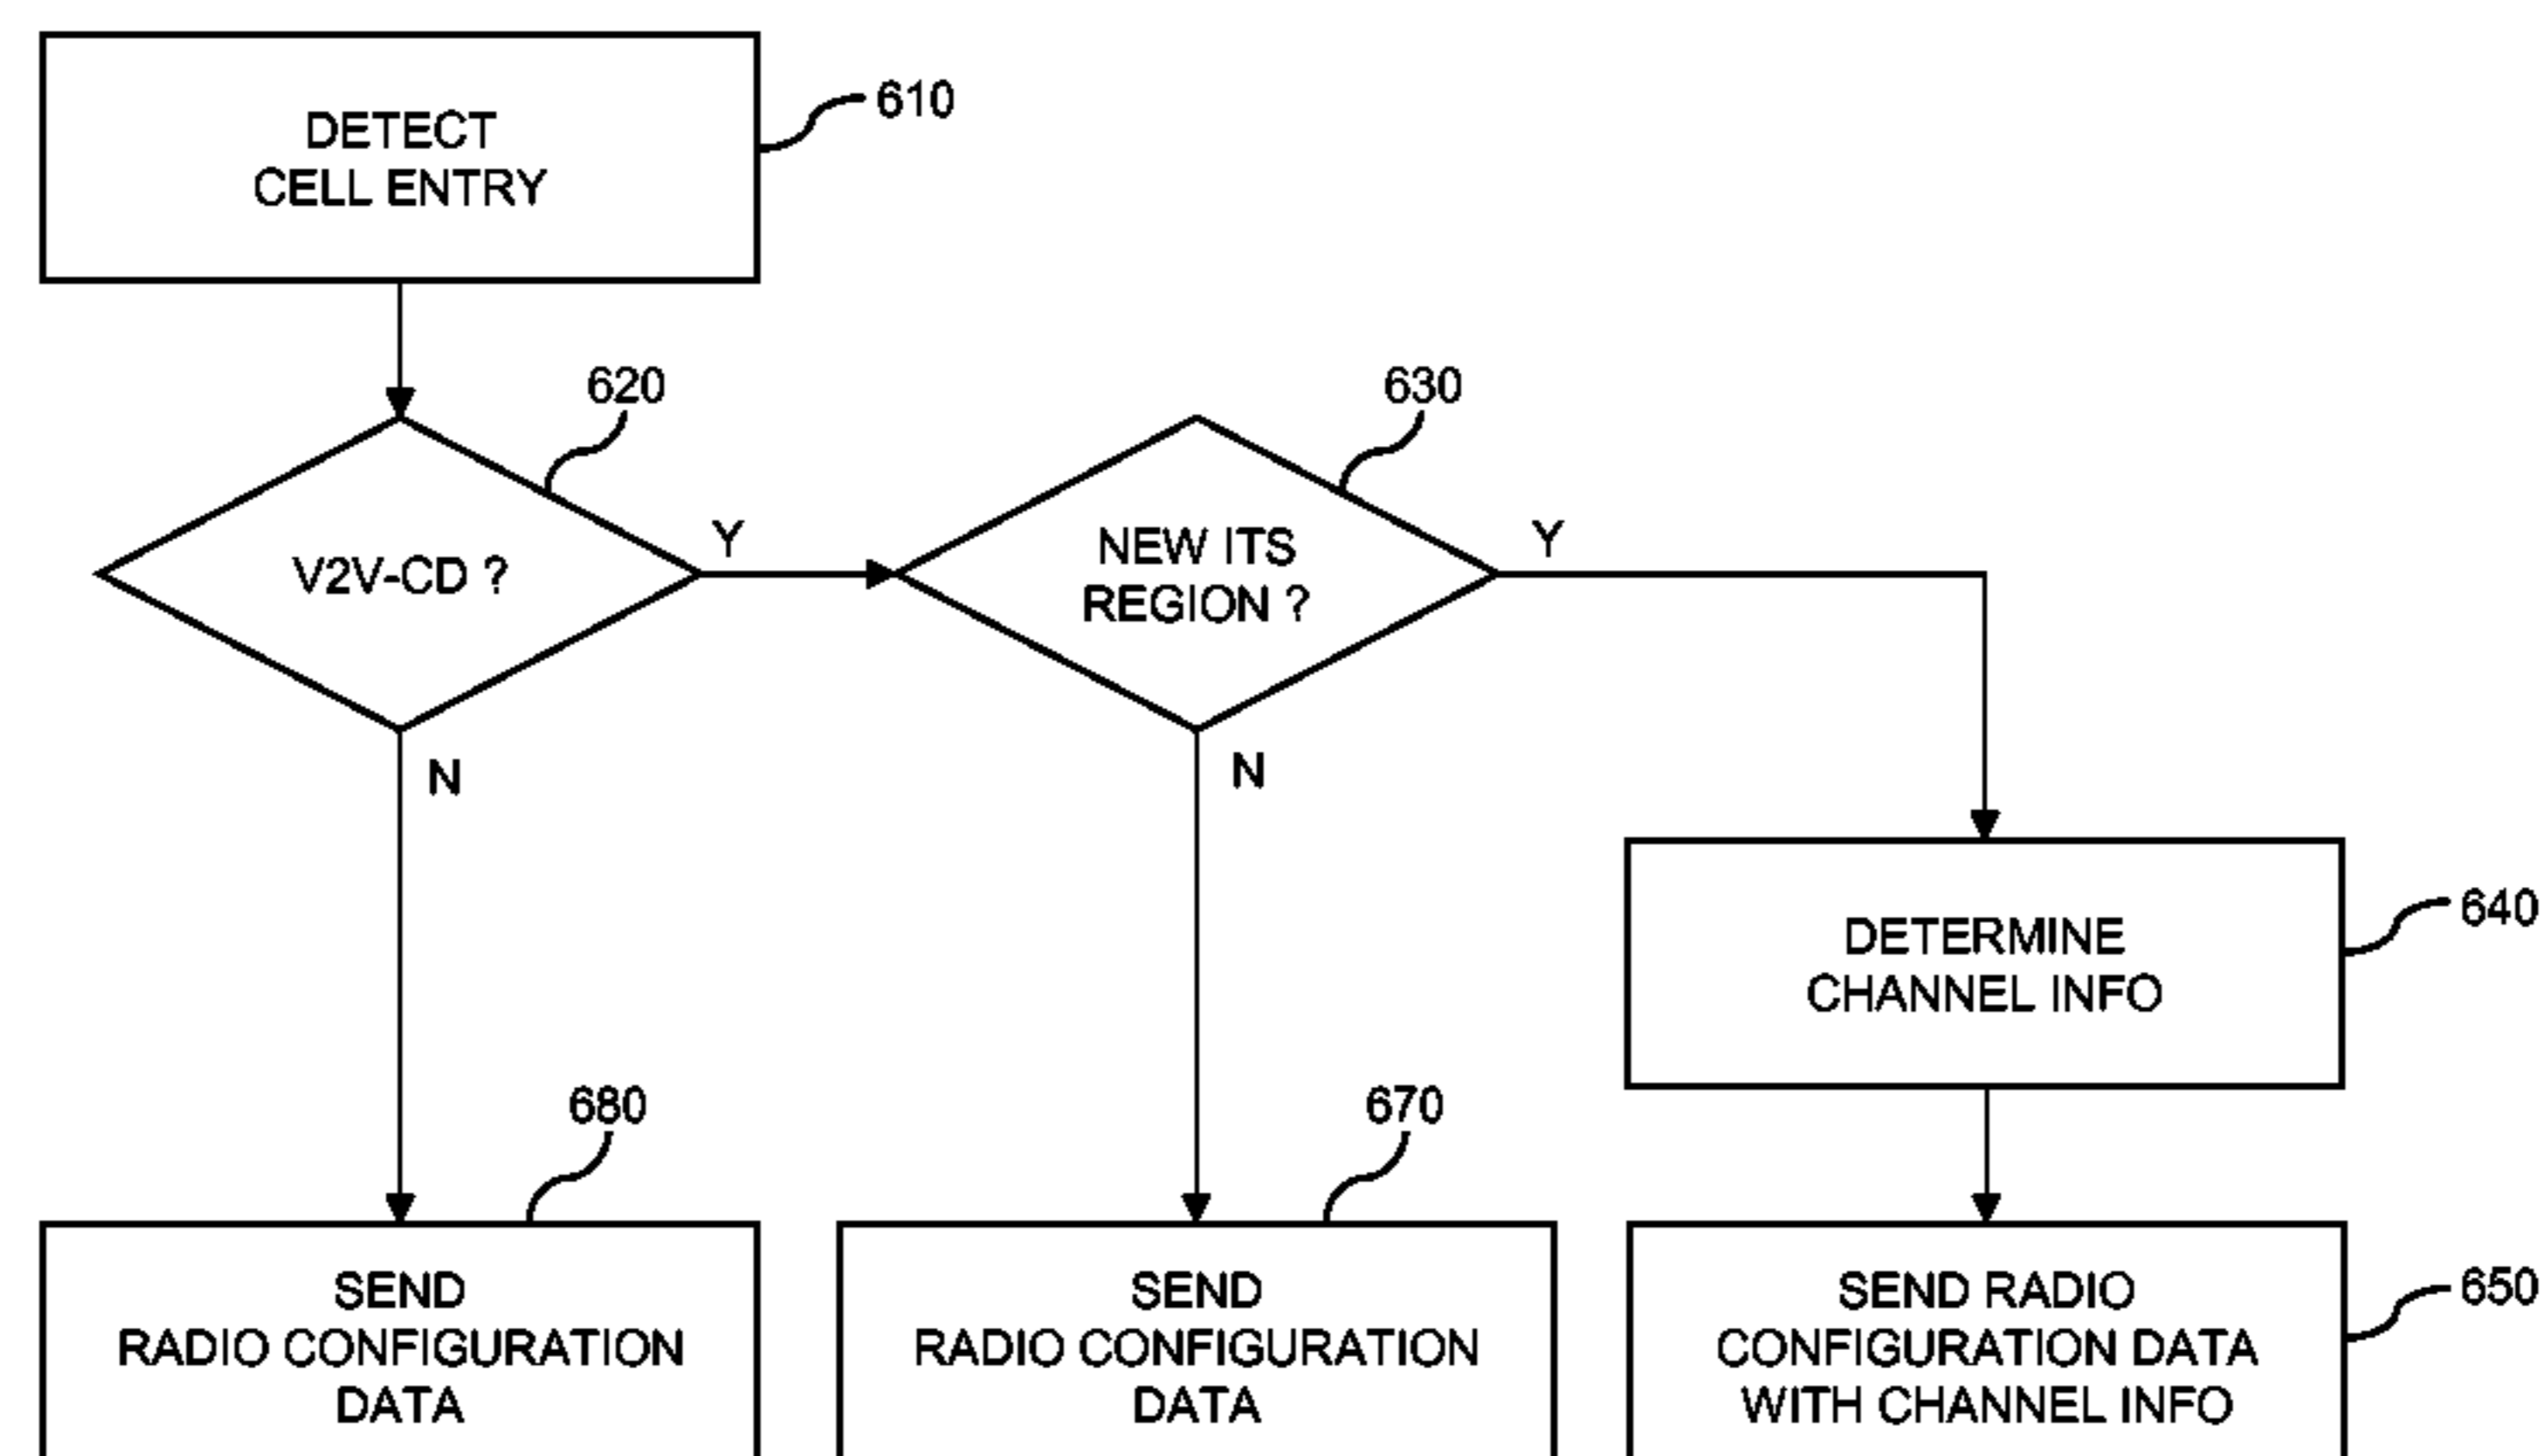 DETECT
CELL ENTRY
610
620
V2V-CD ?
Y
N
630
NEW ITS
REGION ?
Y
N
DETERMINE
CHANNEL INFO
640
680
SEND
RADIO CONFIGURATION
DATA
670
SEND
RADIO CONFIGURATION
DATA
SEND RADIO
CONFIGURATION DATA
WITH CHANNEL INFO
650